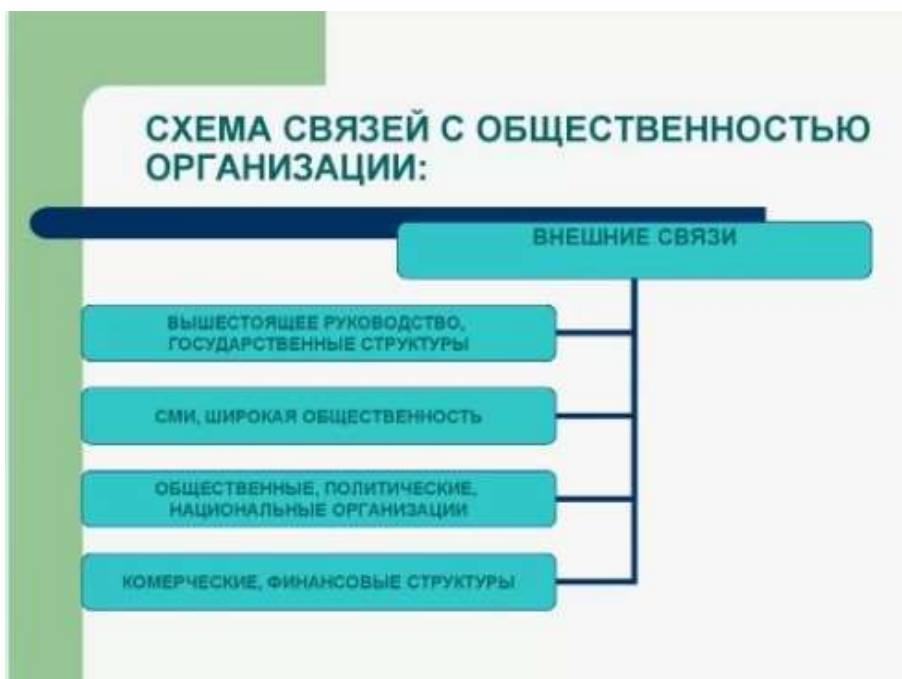 СХЕМА СВЯЗЕЙ С ОБЩЕСТВЕННОСТЬЮ
ОРГАНИЗАЦИИ:
ВНЕШНИЕ СВЯЗИ
ВЫШЕСТОЯЩЕЕ РУКОВОДСТВО,
ГОСУДАРСТВЕННЫЕ СТРУКТУРЫ
СМИ, ШИРОКАЯ ОБЩЕСТВЕННОСТЬ
ОБЩЕСТВЕННЫЕ, ПОЛИТИЧЕСКИЕ,
НАЦИОНАЛЬНЫЕ ОРГАНИЗАЦИИ
КОМЕРЧЕСКИЕ, ФИНАНСОВЫЕ СТРУКТУРЫ